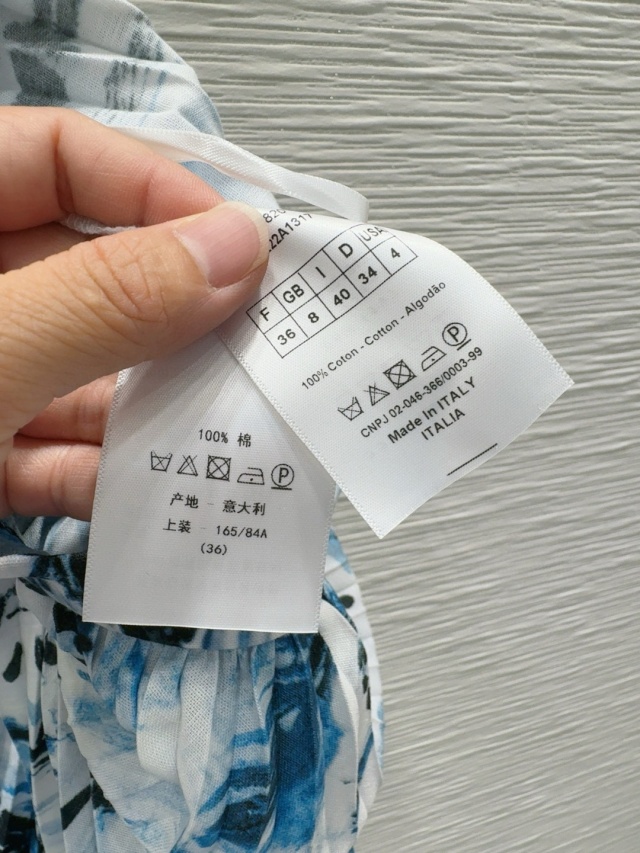 F GB I D USA
36 8 40 34 4
100% Coton - Cotton - Algodão
P
CNPJ 02-046-366/0003-99
Made In ITALY
ITALIA
100% 棉
P
产地 - 意大利
上装 - 165/84A
(36)